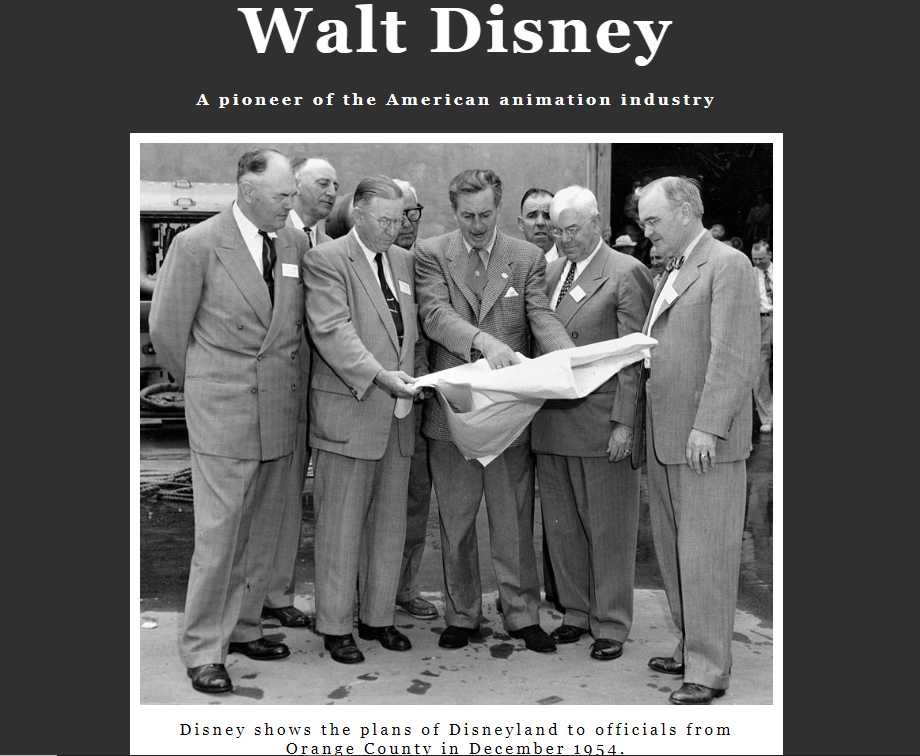 Walt Disney
A pioneer of the American animation industry
Disney shows the plans of Disneyland to officials from
Orange County in December 1954.